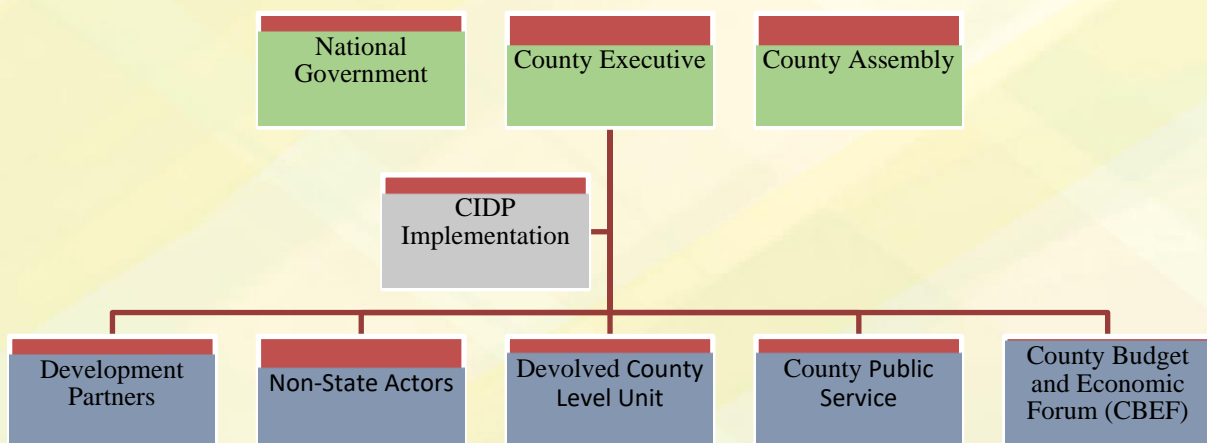 National
Government
County Executive
County Assembly
CIDP
Implementation
Development
Partners
Non-State Actors
Devolved County
Level Unit
County Public
Service
County Budget
and Economic
Forum (CBEF)